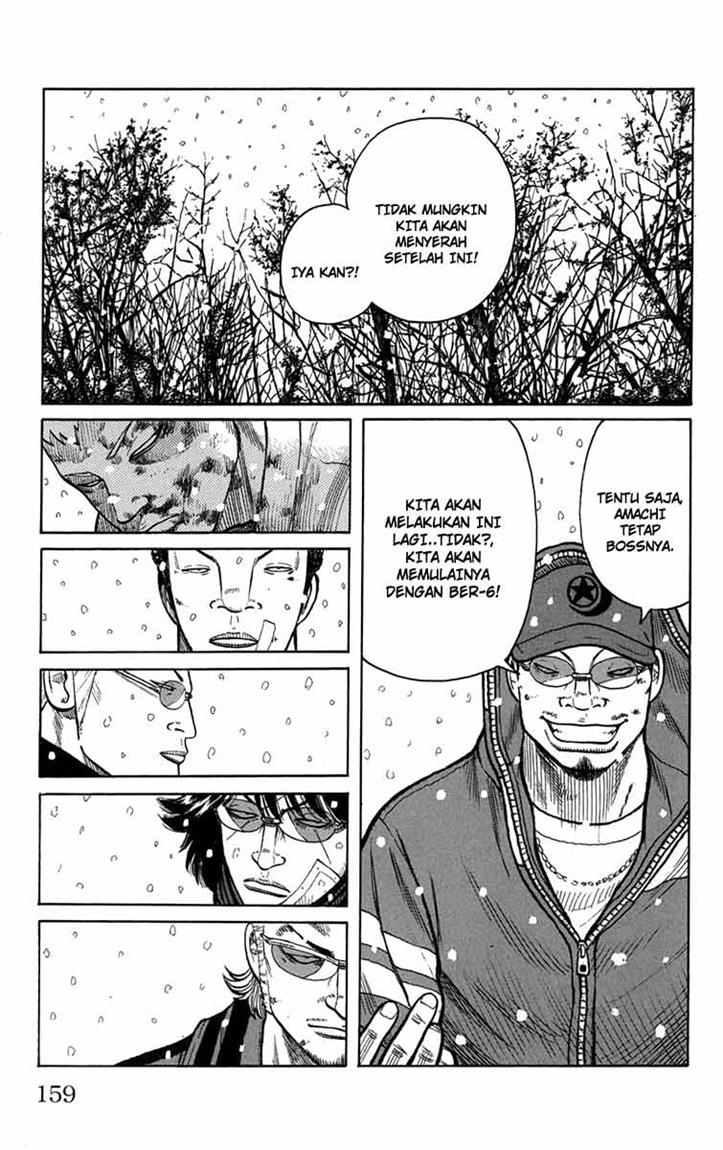 TIDAK MUNGKIN
KITA AKAN
MENYERAH
SETELAH INI!
IYA KAN?!
TENTU SAJA,
AMACHI
TETAP
BOSSNYA.
KITA AKAN
MELAKUKAN INI
LAGI..TIDAK?,
KITA AKAN
MEMULAINYA
DENGAN BER-6!
159